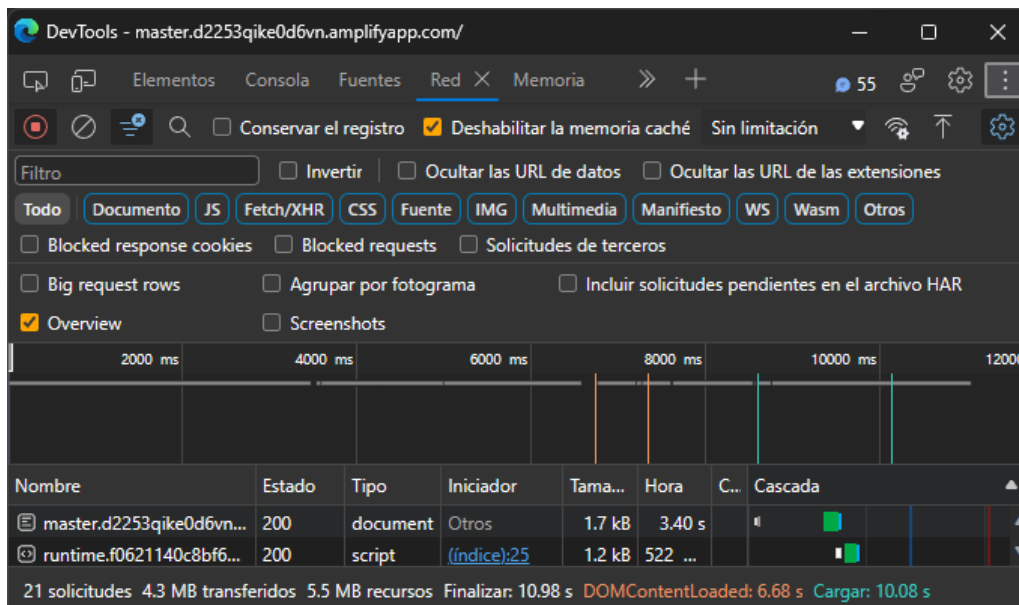 DevTools - master.d2253qike0d6vn.amplifyapp.com/
Elementos Consola Fuentes Red Memoria 55
Conservar el registro Deshabilitar la memoria caché Sin limitación
Filtro Invertir Ocultar las URL de datos Ocultar las URL de las extensiones
Todo Documento JS Fetch/XHR CSS Fuente IMG Multimedia Manifiesto WS Wasm Otros
Blocked response cookies Blocked requests Solicitudes de terceros
Big request rows Agrupar por fotograma Incluir solicitudes pendientes en el archivo HAR
Overview Screenshots
2000 ms 4000 ms 6000 ms 8000 ms 10000 ms 12000
Nombre Estado Tipo Iniciador Tama... Hora C... Cascada
master.d2253qike0d6vn... 200 document Otros 1.7 kB 3.40 s
runtime.f0621140c8bf6... 200 script (índice):25 1.2 kB 522 ...
21 solicitudes 4.3 MB transferidos 5.5 MB recursos Finalizar: 10.98 s DOMContentLoaded: 6.68 s Cargar: 10.08 s